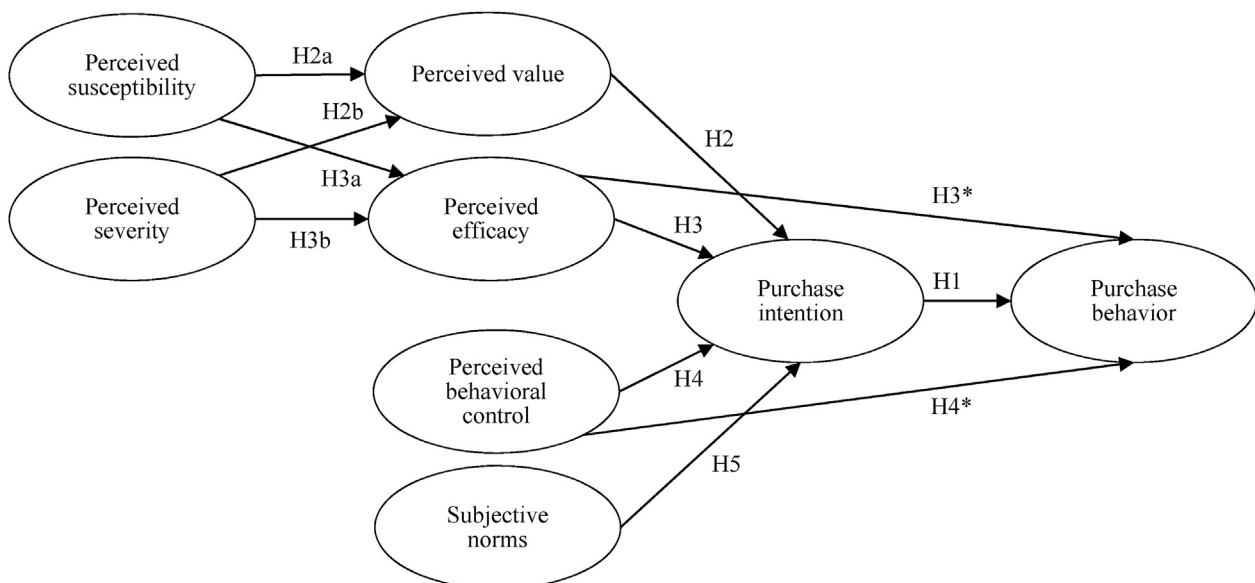 Perceived
susceptibility
H2a
Perceived value
H2b
H2
H3a
Perceived
severity
H3b
Perceived
efficacy
H3
H3*
Purchase
intention
H1
Purchase
behavior
Perceived
behavioral
control
H4
H4*
H5
Subjective
norms